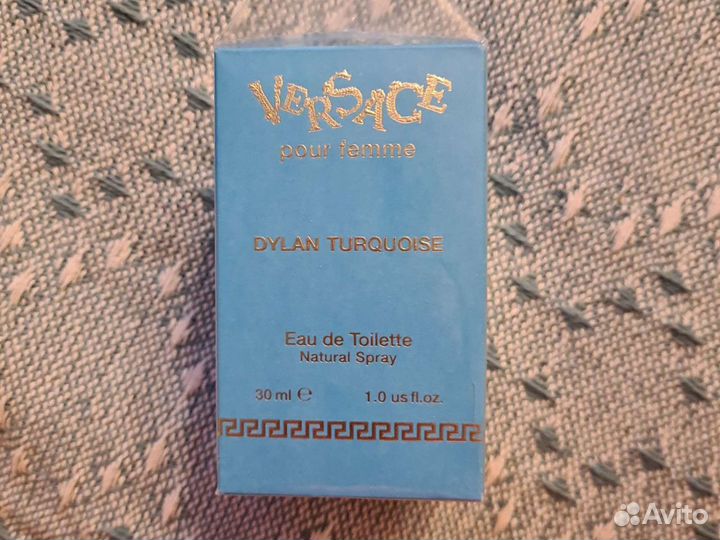 VERSACE
pour femme
DYLAN TURQUOISE
Eau de Toilette
Natural Spray
30 ml ℮ 1.0 us fl.oz.
Avito